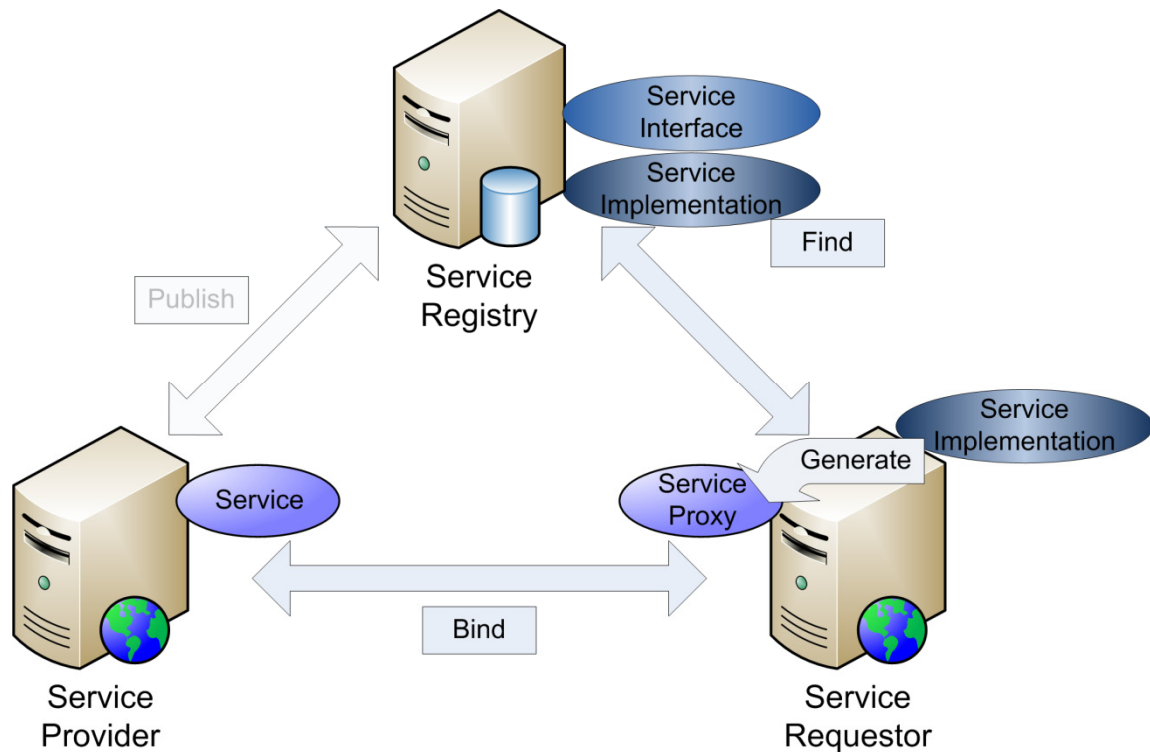 Service
Interface
Service
Implementation
Find
Service
Registry
Publish
Service
Implementation
Generate
Service
Service
Proxy
Bind
Service
Provider
Service
Requestor